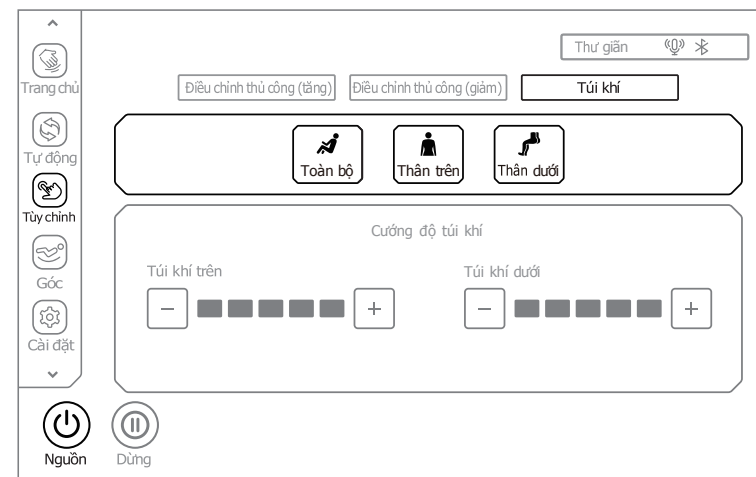 Thư giãn
Trang chủ
Điều chỉnh thủ công (tăng) Điều chỉnh thủ công (giảm) Túi khí
Tự động
Toàn bộ Thân trên Thân dưới
Tùy chỉnh
Cướng độ túi khí
Góc
Túi khí trên Túi khí dưới
Cài đặt
Nguồn Dừng